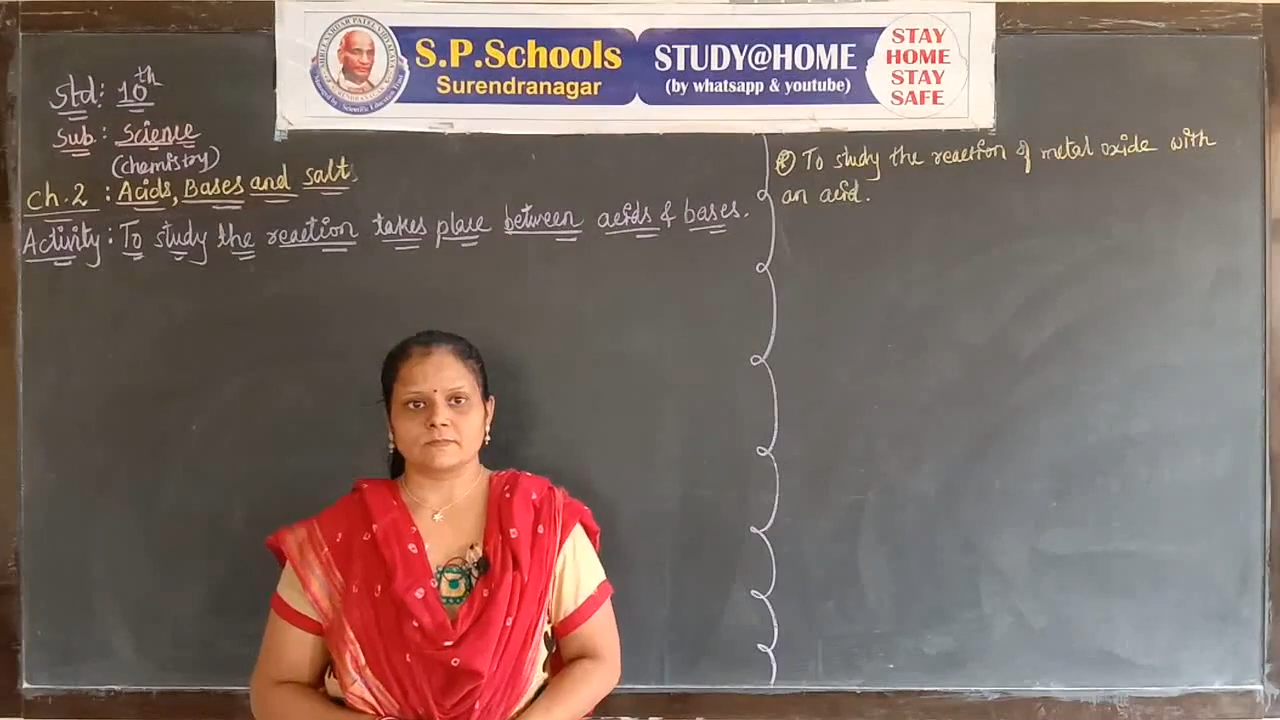 S.P.Schools
Surendranagar
STUDY@HOME
(by whatsapp & youtube)
STAY
HOME
STAY
SAFE
Std: 10th
Sub: Science
(chemistry)
Ch.2 : Acids, Bases and salt
Activity: To study the reaction takes place between acids & bases.
To study the reaction of metal oxide with
an acid.